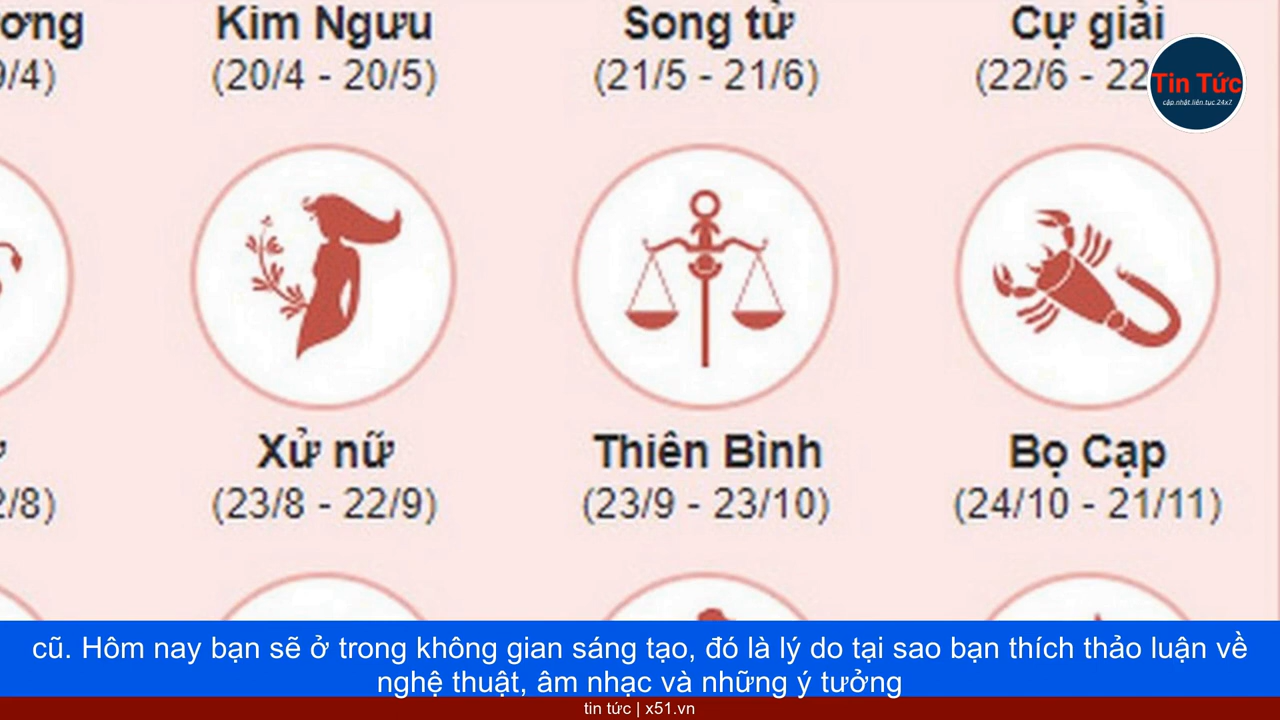 ơng Kim Ngưu Song tử Cự giải
9/4) (20/4 - 20/5) (21/5 - 21/6) (22/6 - 22
Tin Tức
cập nhật liên tục 24x7
Xử nữ Thiên Bình Bọ Cạp
2/8) (23/8 - 22/9) (23/9 - 23/10) (24/10 - 21/11)
cũ. Hôm nay bạn sẽ ở trong không gian sáng tạo, đó là lý do tại sao bạn thích thảo luận về
nghệ thuật, âm nhạc và những ý tưởng
tin tức | x51.vn